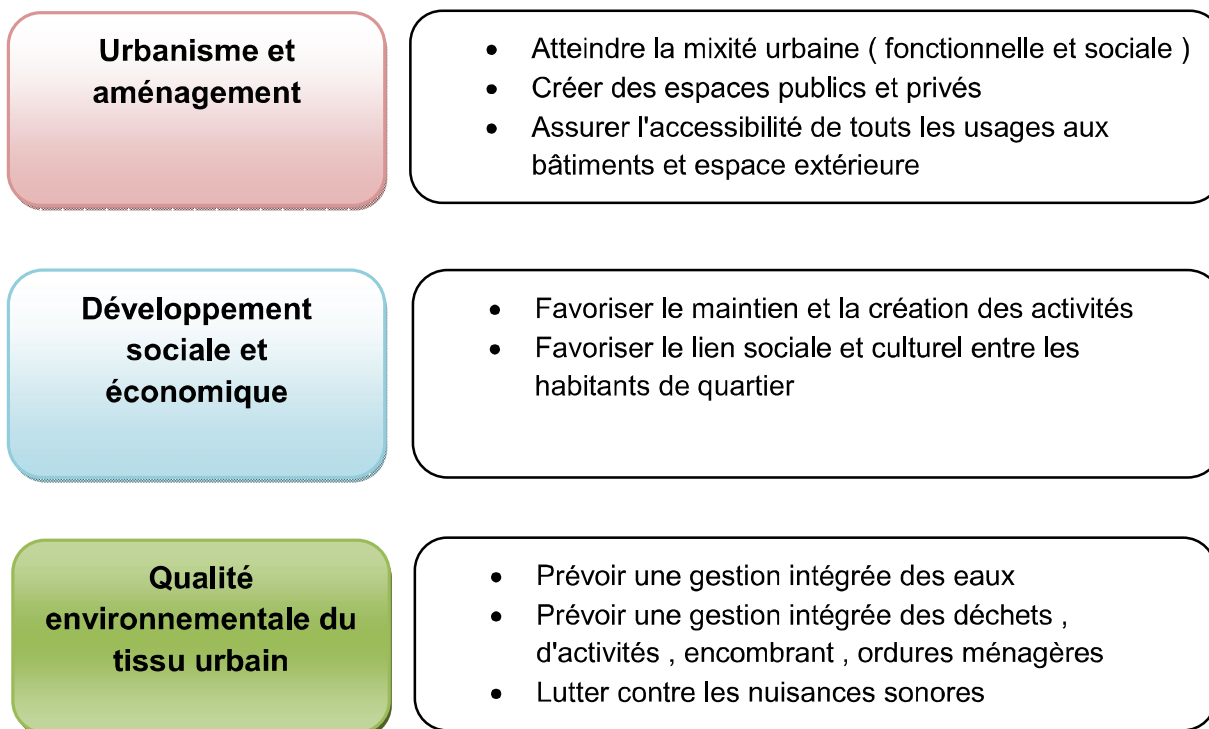 Urbanisme et
aménagement
• Atteindre la mixité urbaine ( fonctionnelle et sociale )
• Créer des espaces publics et privés
• Assurer l'accessibilité de touts les usages aux
bâtiments et espace extérieure
Développement
sociale et
économique
• Favoriser le maintien et la création des activités
• Favoriser le lien sociale et culturel entre les
habitants de quartier
Qualité
environnementale du
tissu urbain
• Prévoir une gestion intégrée des eaux
• Prévoir une gestion intégrée des déchets ,
d'activités , encombrant , ordures ménagères
• Lutter contre les nuisances sonores